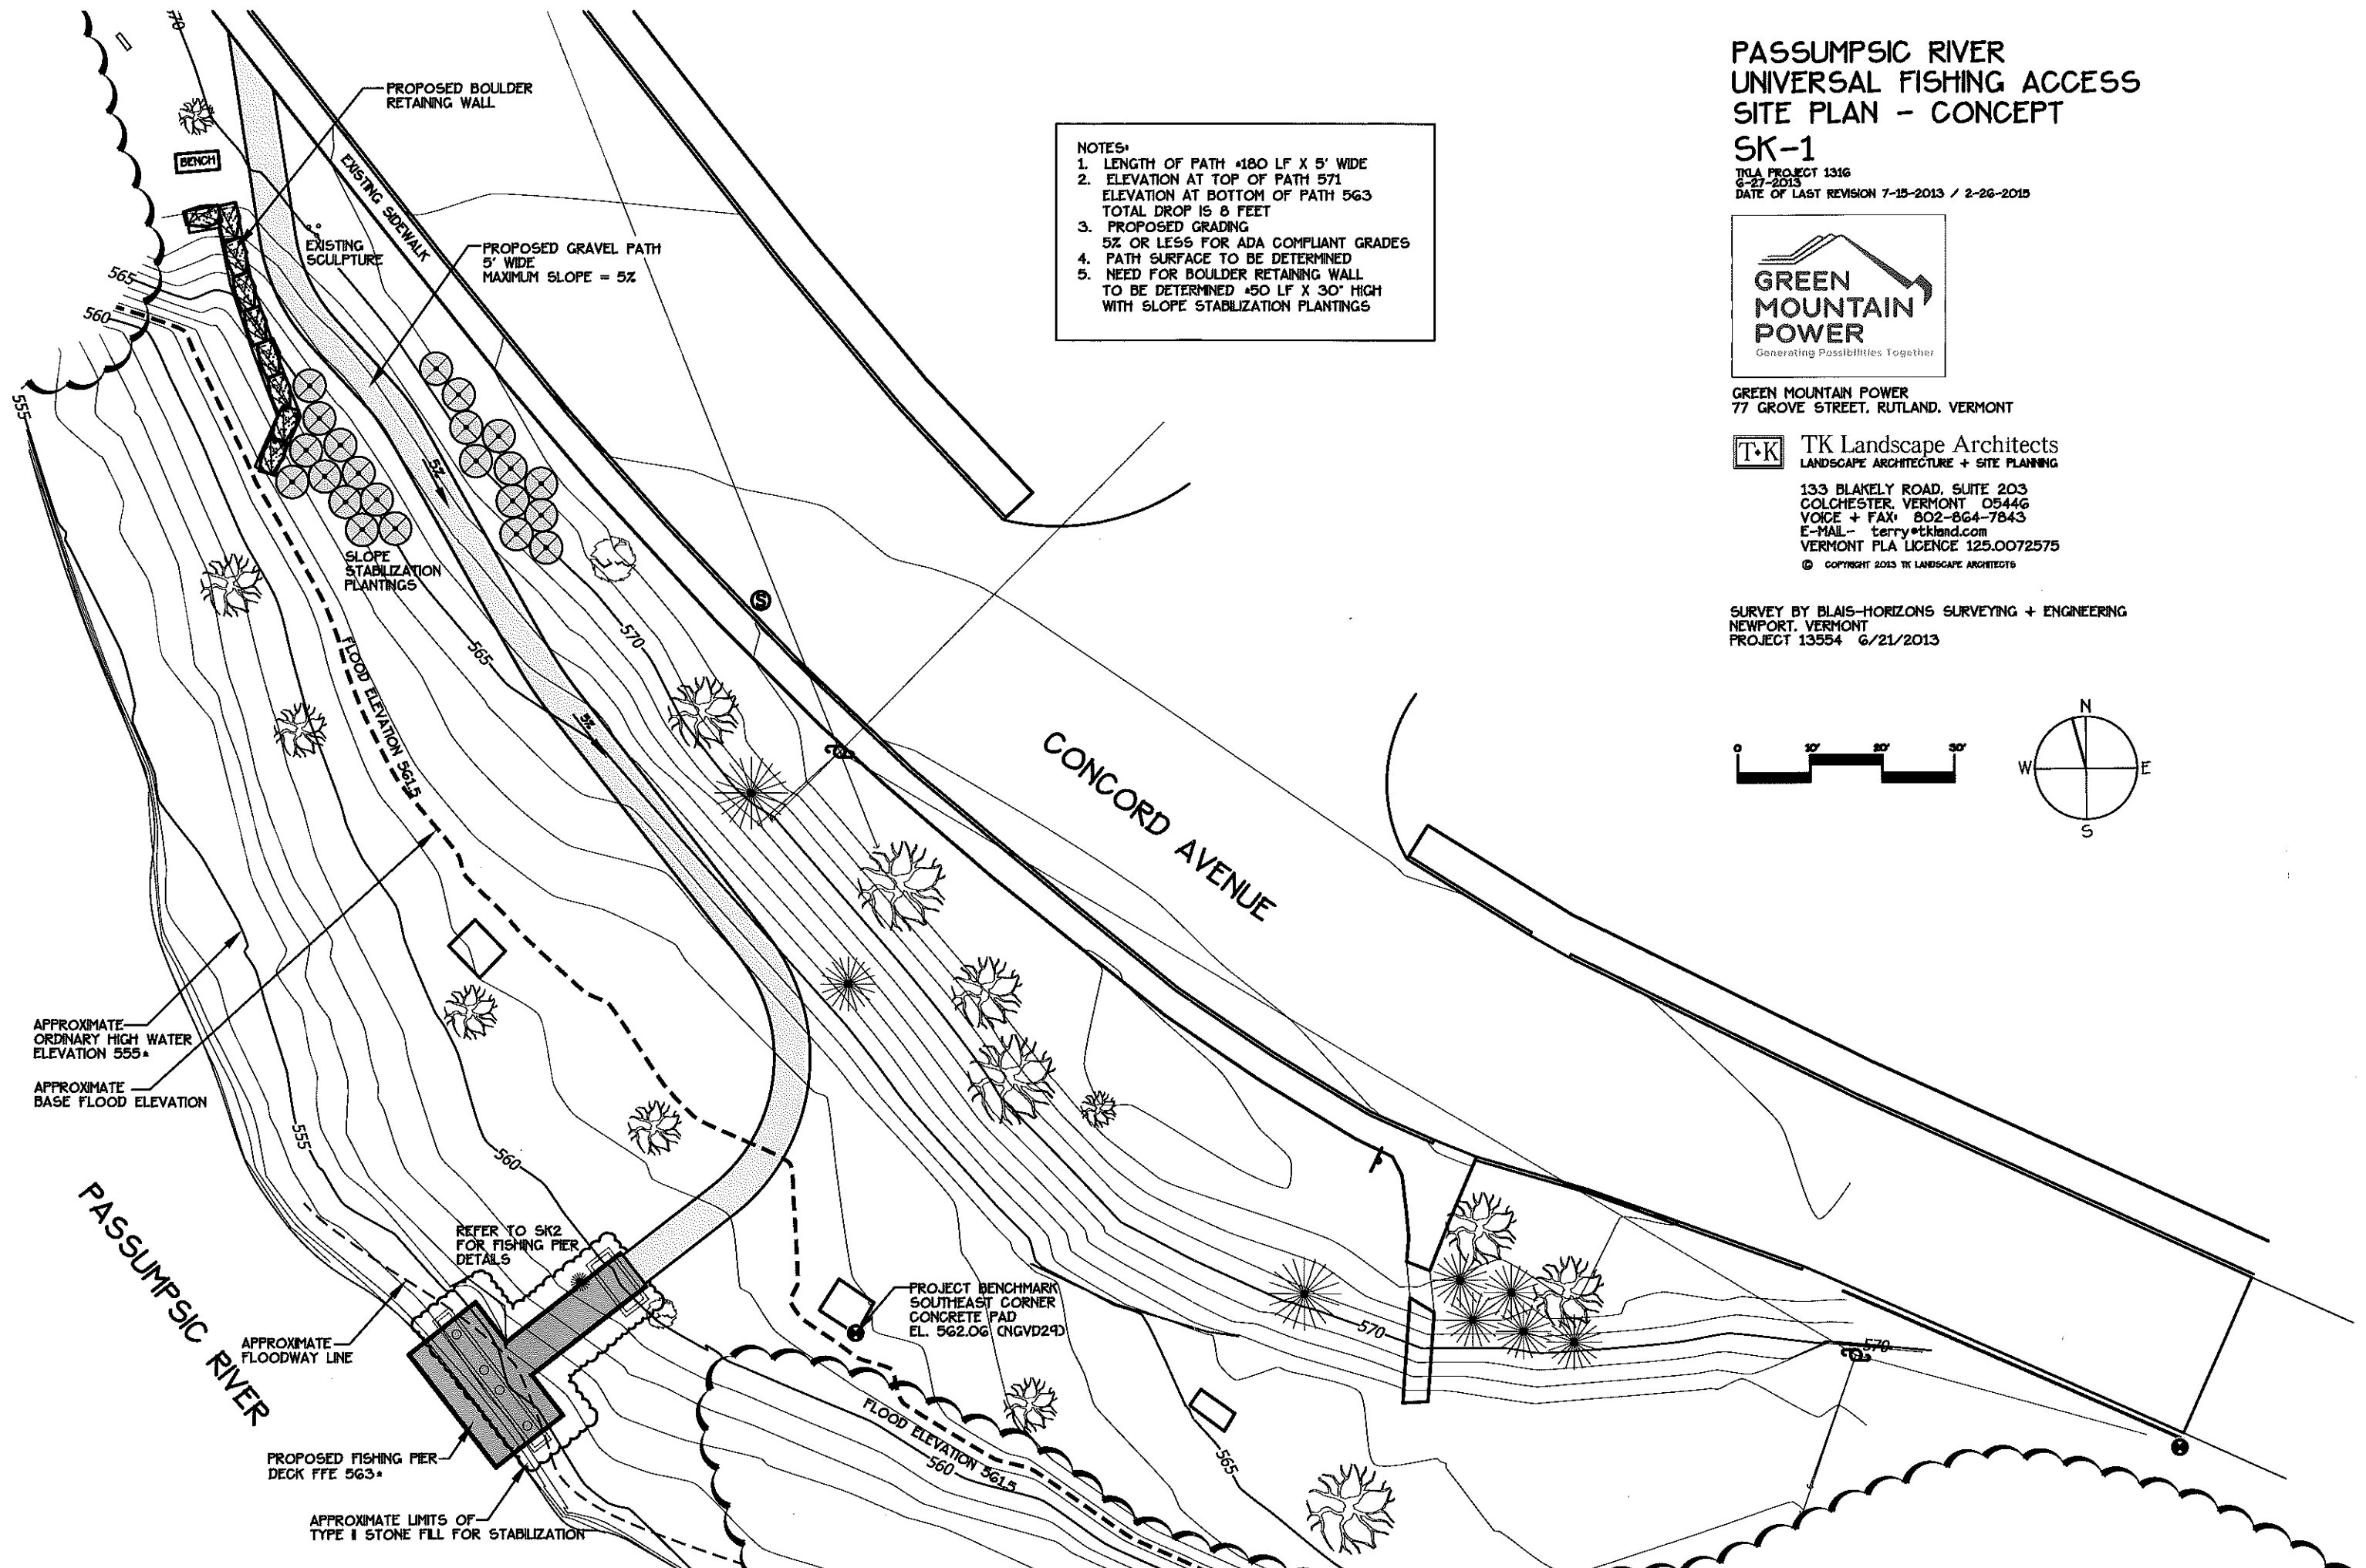 PASSUMPSIC RIVER
UNIVERSAL FISHING ACCESS
SITE PLAN - CONCEPT
SK-1
TKLA PROJECT 1316
6-27-2013
DATE OF LAST REVISION 7-15-2013 / 2-26-2015
GREEN
MOUNTAIN
POWER
Generating Possibilities Together
GREEN MOUNTAIN POWER
77 GROVE STREET, RUTLAND, VERMONT
T•K
TK Landscape Architects
LANDSCAPE ARCHITECTURE + SITE PLANNING
133 BLAKELY ROAD, SUITE 203
COLCHESTER, VERMONT 05446
VOICE + FAX: 802-864-7843
E-MAIL- terry@tkland.com
VERMONT PLA LICENCE 125.0072575
© COPYRIGHT 2013 TK LANDSCAPE ARCHITECTS
SURVEY BY BLAIS-HORIZONS SURVEYING + ENGINEERING
NEWPORT, VERMONT
PROJECT 13554 6/21/2013
0 10' 20' 30'
N
W E
S
NOTES:
1. LENGTH OF PATH ±180 LF X 5' WIDE
2. ELEVATION AT TOP OF PATH 571
ELEVATION AT BOTTOM OF PATH 563
TOTAL DROP IS 8 FEET
3. PROPOSED GRADING
5% OR LESS FOR ADA COMPLIANT GRADES
4. PATH SURFACE TO BE DETERMINED
5. NEED FOR BOULDER RETAINING WALL
TO BE DETERMINED ±50 LF X 30" HIGH
WITH SLOPE STABILIZATION PLANTINGS
570
PROPOSED BOULDER
RETAINING WALL
BENCH
EXISTING SIDEWALK
EXISTING
SCULPTURE
PROPOSED GRAVEL PATH
5' WIDE
MAXIMUM SLOPE = 5%
565
560
555
5%
SLOPE
STABILIZATION
PLANTINGS
S
570
565
FLOOD ELEVATION 561.5
5%
CONCORD AVENUE
APPROXIMATE
ORDINARY HIGH WATER
ELEVATION 555±
APPROXIMATE
BASE FLOOD ELEVATION
555
560
PASSUMPSIC RIVER
REFER TO SK2
FOR FISHING PIER
DETAILS
PROJECT BENCHMARK
SOUTHEAST CORNER
CONCRETE PAD
EL. 562.06 (NGVD29)
570
570
APPROXIMATE
FLOODWAY LINE
FLOOD ELEVATION 561.5
560
565
PROPOSED FISHING PIER
DECK FFE 563±
APPROXIMATE LIMITS OF
TYPE II STONE FILL FOR STABILIZATION